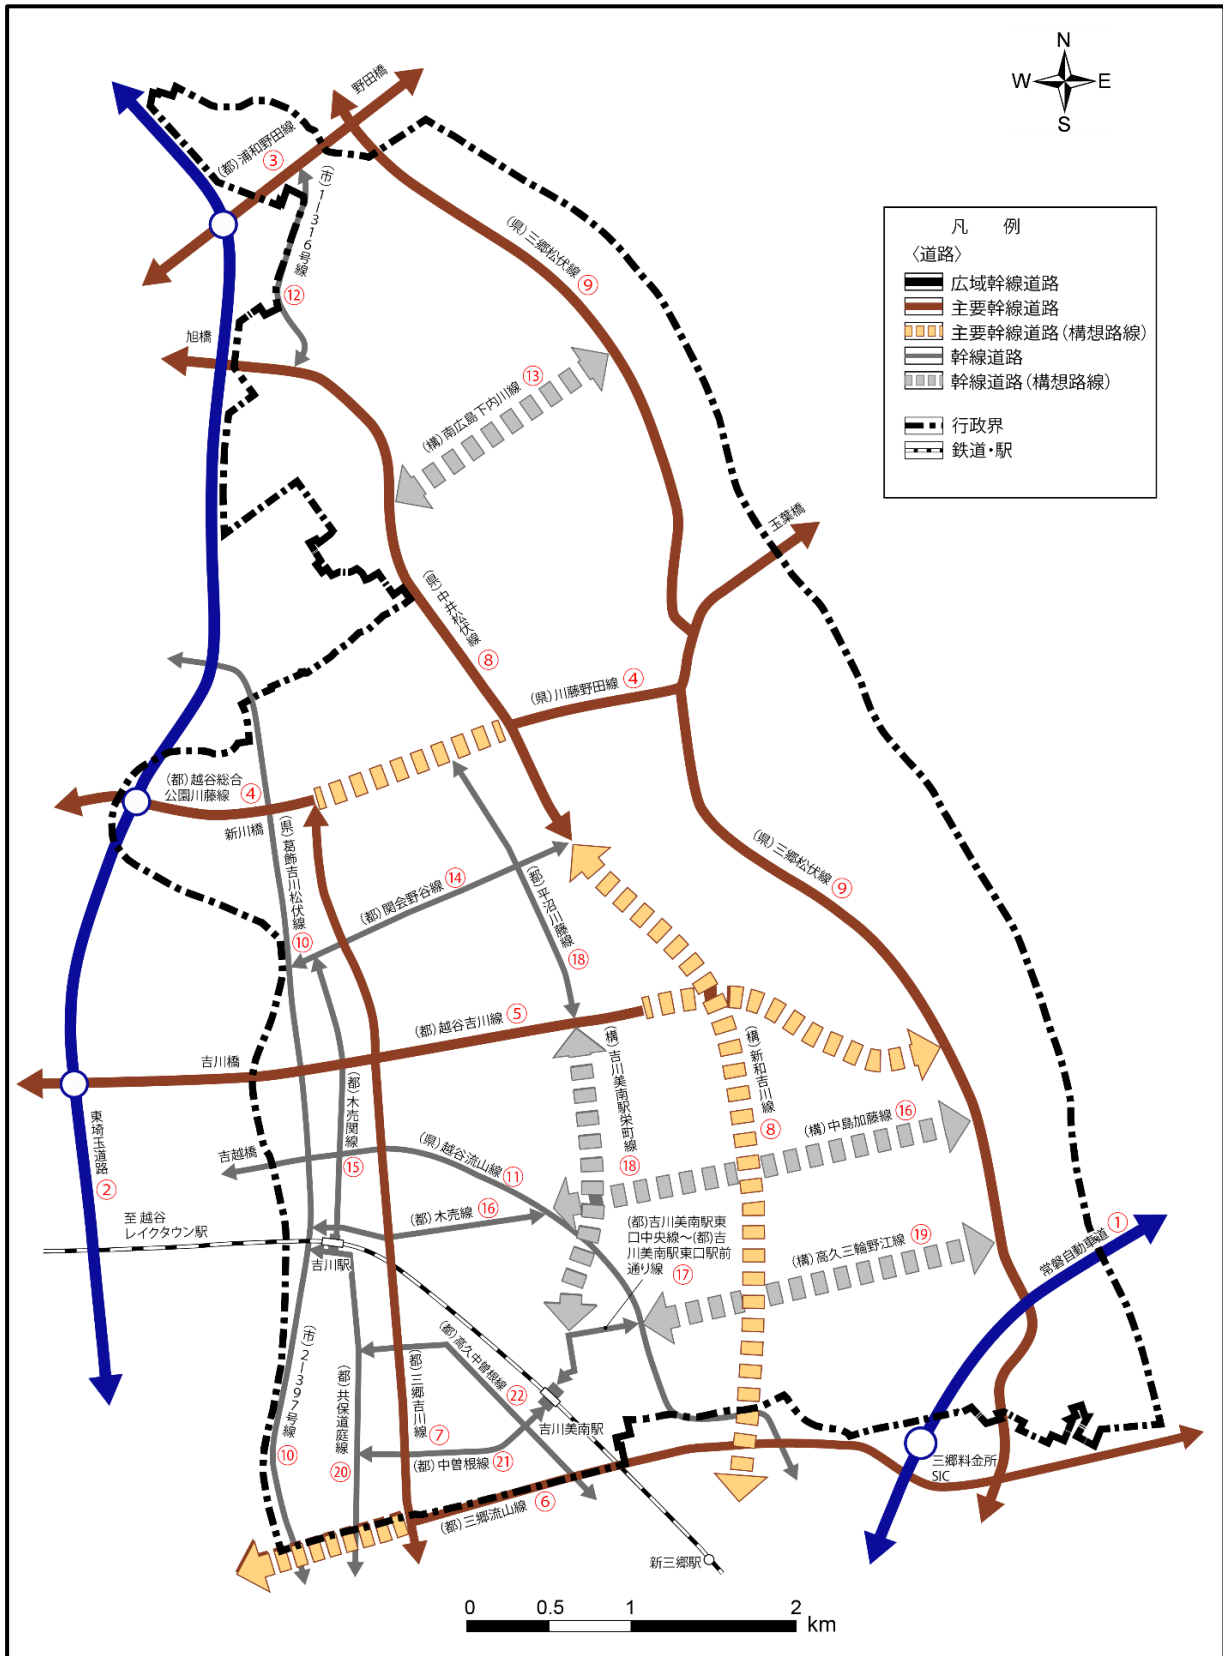 N
W
E
S
凡 例
〈道路〉
広域幹線道路
主要幹線道路
主要幹線道路(構想路線)
幹線道路
幹線道路(構想路線)
行政界
鉄道・駅
野田橋
(都)浦和野田線
③
(市)1-316号線
⑫
旭橋
(県)三郷松伏線
⑨
(構)南広島下内川線 ⑬
玉葉橋
(県)中井松伏線
⑧
(県)川藤野田線 ④
(都)越谷総合
公園川藤線 ④
新川橋
(県)葛飾吉川松伏線
⑩
(都)関会野谷線 ⑭
(都)平沼川藤線
⑱
(県)三郷松伏線
⑨
(都)越谷吉川線 ⑤
吉川橋
東埼玉道路
②
(都)木売関線
⑮
(構)吉川美南駅栄町線
⑱
(構)新和吉川線
⑧
(構)中島加藤線 ⑯
吉越橋
(県)越谷流山線 ⑪
(都)木売線 ⑯
至 越谷
レイクタウン駅
吉川駅
(都)吉川美南駅東
口中央線~(都)吉
川美南駅東口駅前
通り線 ⑰
(構)高久三輪野江線 ⑲
常磐自動車道 ①
(市)2-397号線
⑩
(都)共保道庭線
⑳
(都)三郷吉川線
⑦
(都)高久中曽根線
㉒
吉川美南駅
(都)中曽根線 ㉑
(都)三郷流山線 ⑥
三郷料金所
SIC
新三郷駅
0 0.5 1 2
km